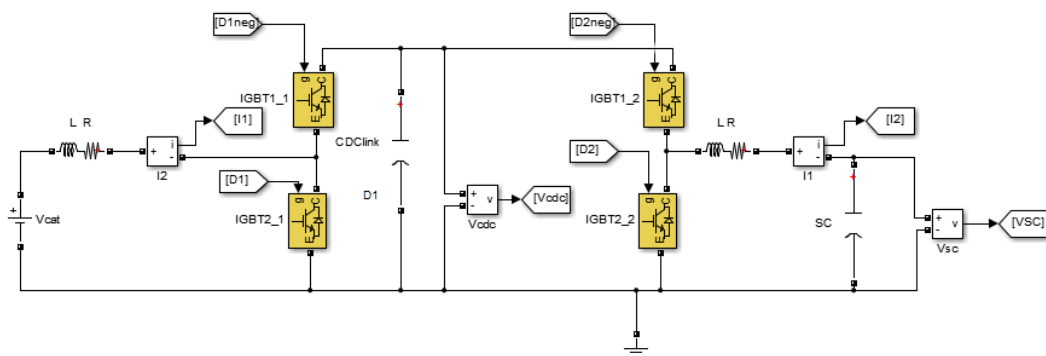 [D1neg]
[D2neg]
g
C
E
IGBT1_1
g
C
E
IGBT1_2
L R
[I1]
+
-
i
I2
CDClink
D1
[D1]
g
C
E
IGBT2_1
+
Vcat
+
-
v
Vcdc
[Vcdc]
[D2]
g
C
E
IGBT2_2
L R
[I2]
+
-
i
I1
+
SC
+
-
v
Vsc
[VSC]
+